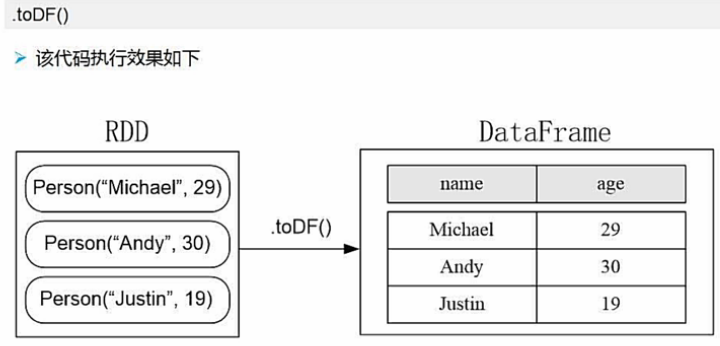 .toDF()
➢ 该代码执行效果如下
RDD
DataFrame
Person(“Michael”, 29)
Person(“Andy”, 30)
Person(“Justin”, 19)
.toDF()
name age
Michael 29
Andy 30
Justin 19